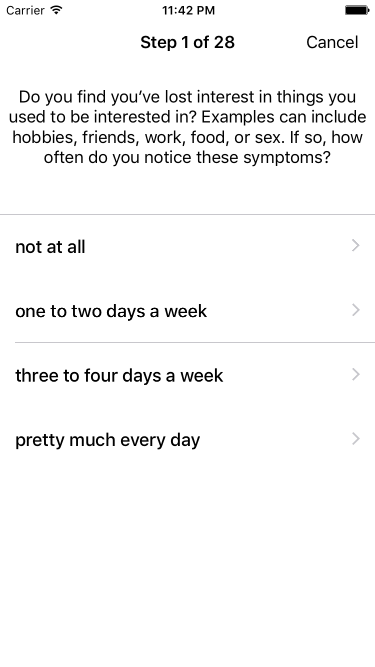 Carrier 11:42 PM
Step 1 of 28 Cancel
Do you find you’ve lost interest in things you
used to be interested in? Examples can include
hobbies, friends, work, food, or sex. If so, how
often do you notice these symptoms?
not at all
one to two days a week
three to four days a week
pretty much every day